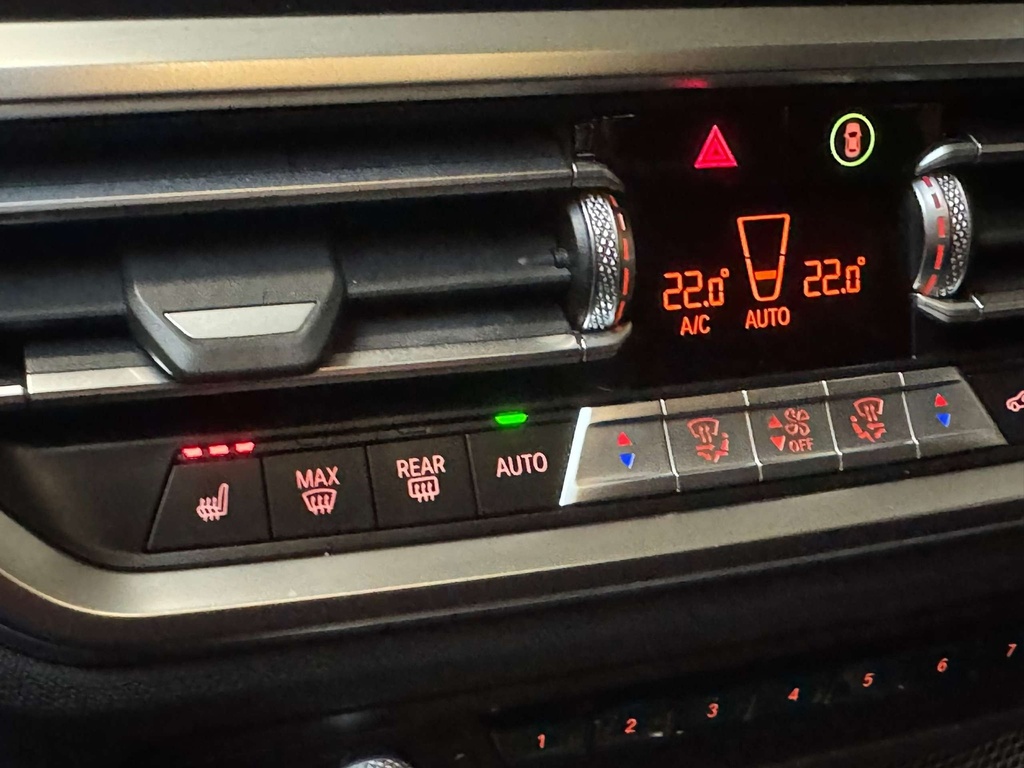 22.0° 22.0°
A/C AUTO
MAX
REAR
AUTO
OFF
1 2 3 4 5 6 7